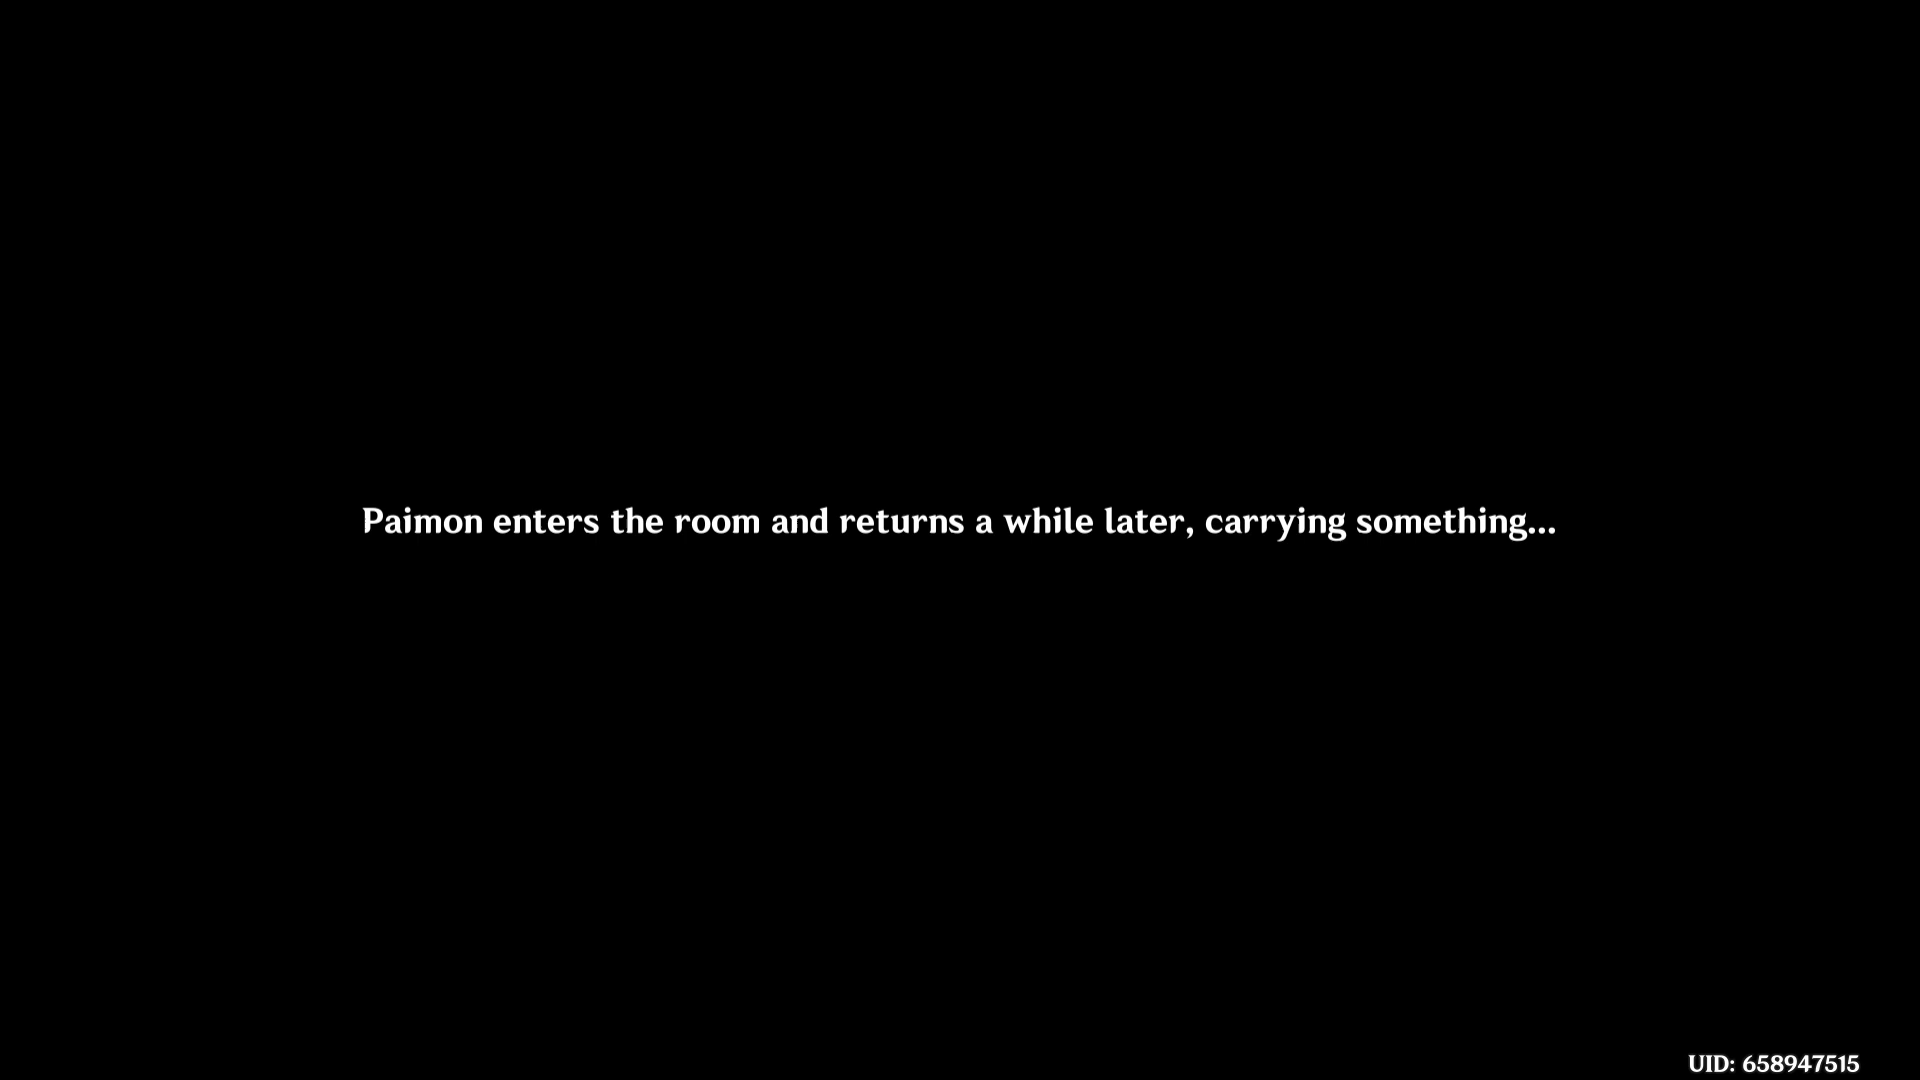 Paimon enters the room and returns a while later, carrying something...
UID: 658947515